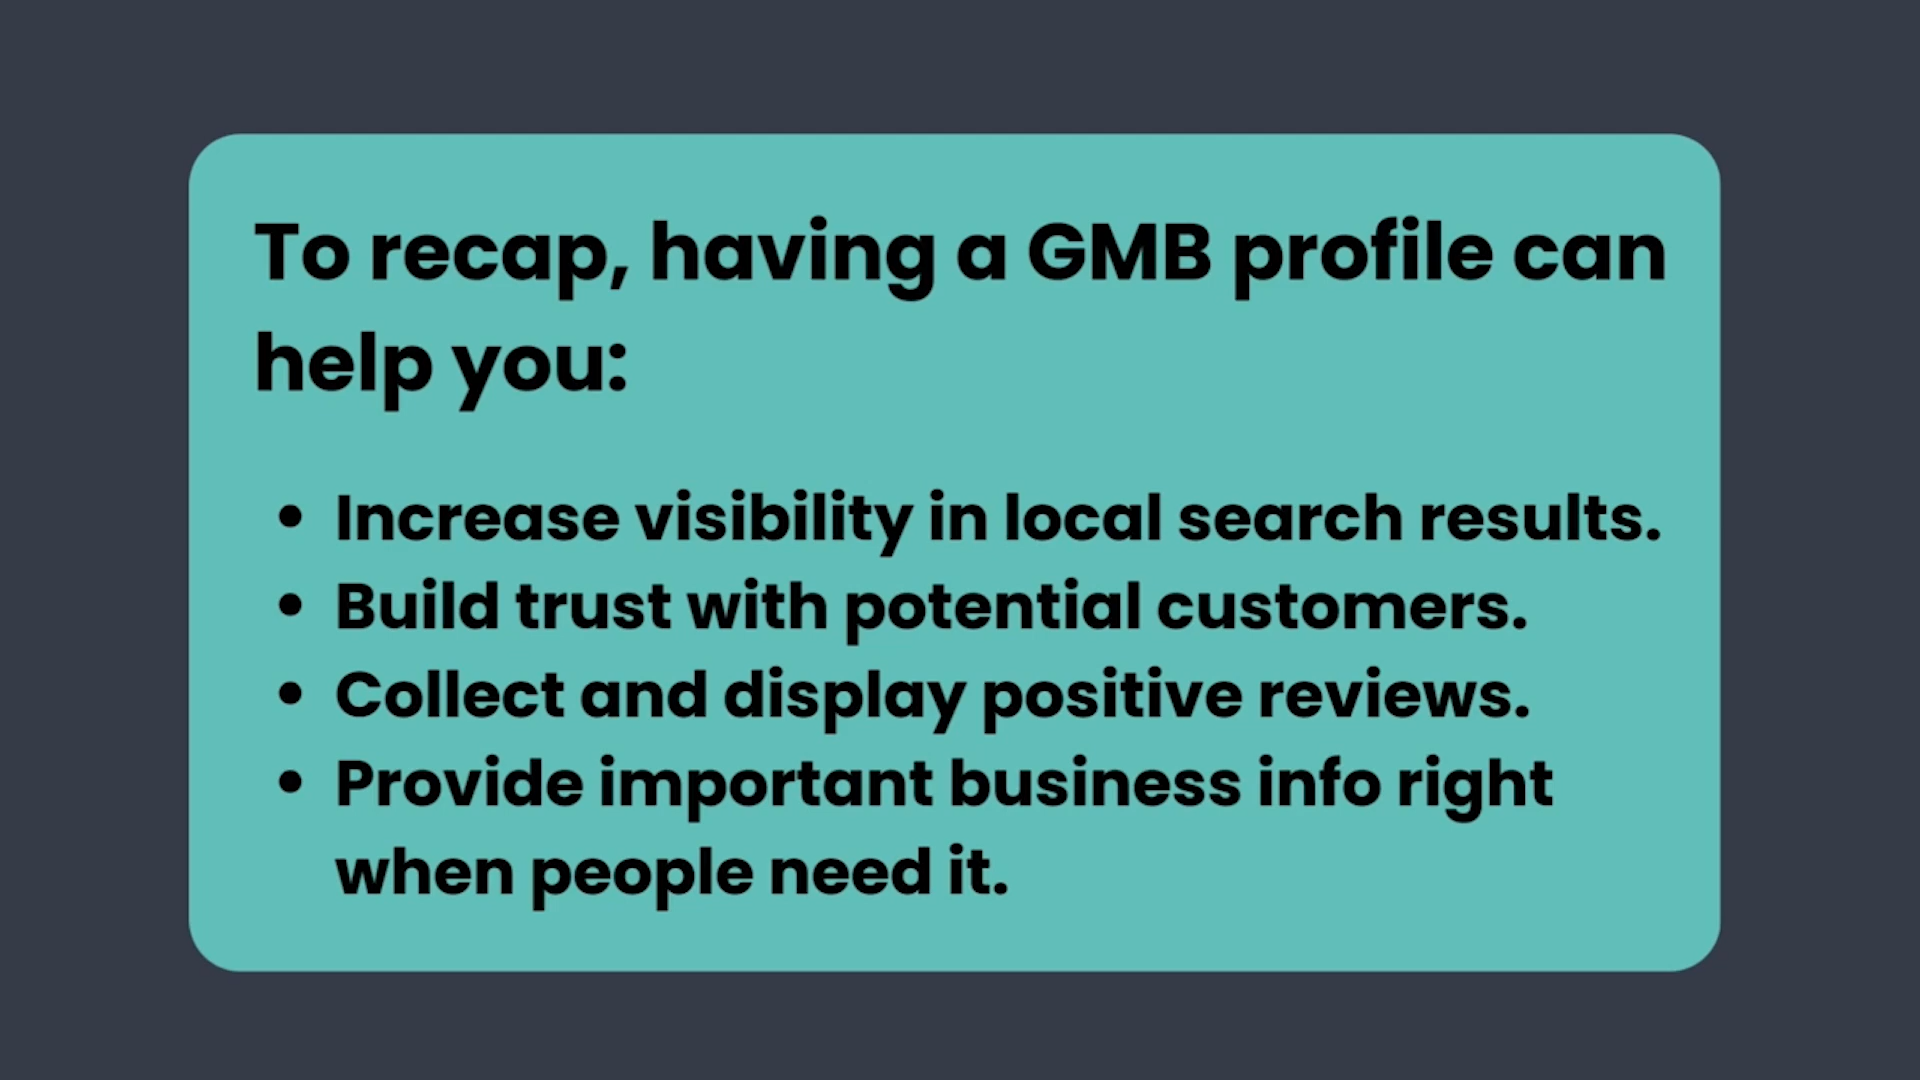 To recap, having a GMB profile can
help you:
• Increase visibility in local search results.
• Build trust with potential customers.
• Collect and display positive reviews.
• Provide important business info right
when people need it.